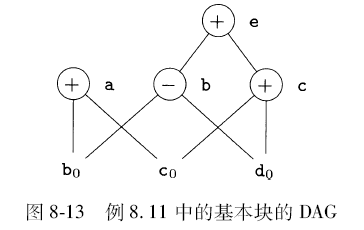 + e
+ a - b + c
b₀ c₀ d₀
图 8-13 例 8.11 中的基本块的 DAG